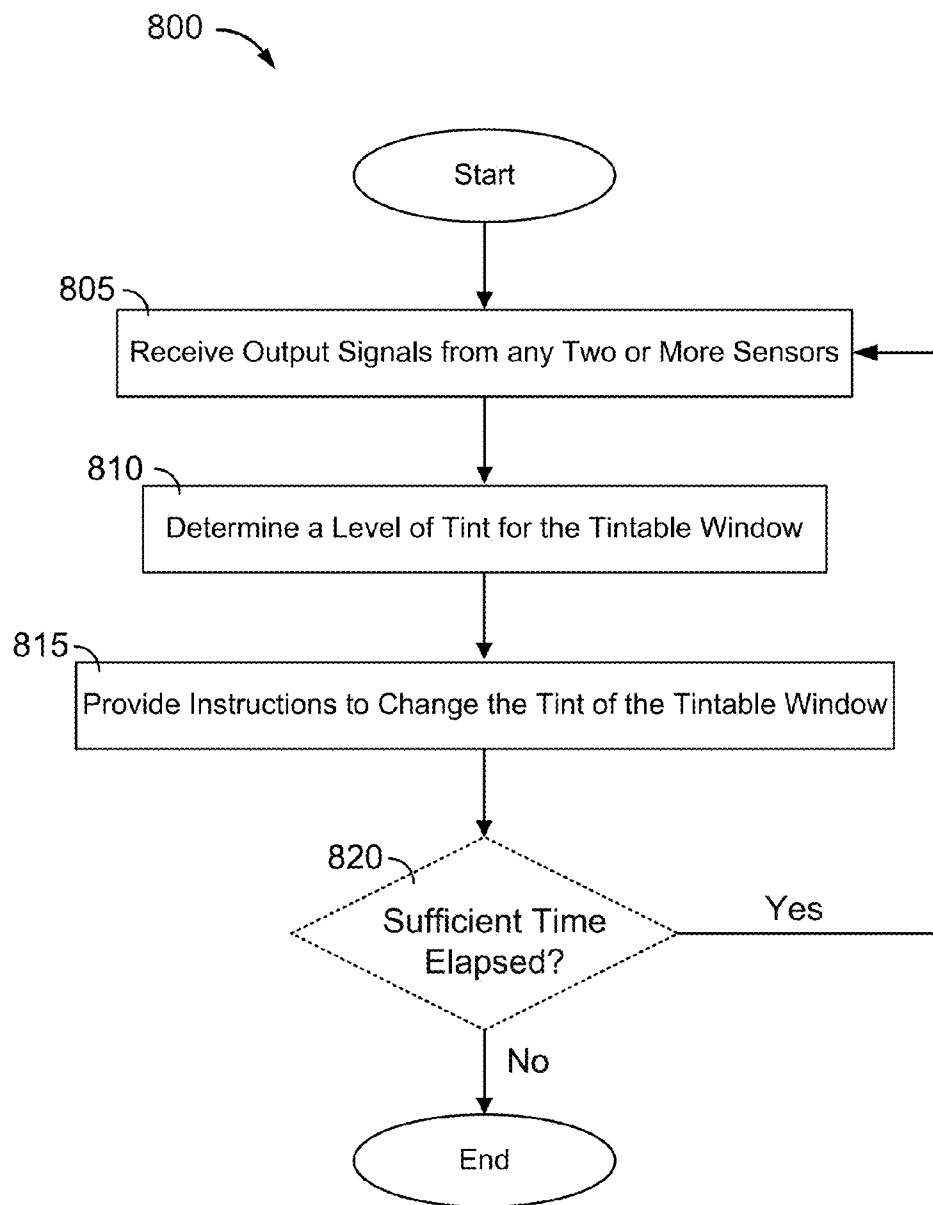 800
Start
805
Receive Output Signals from any Two or More Sensors
810
Determine a Level of Tint for the Tintable Window
815
Provide Instructions to Change the Tint of the Tintable Window
820
Sufficient Time
Elapsed?
Yes
No
End